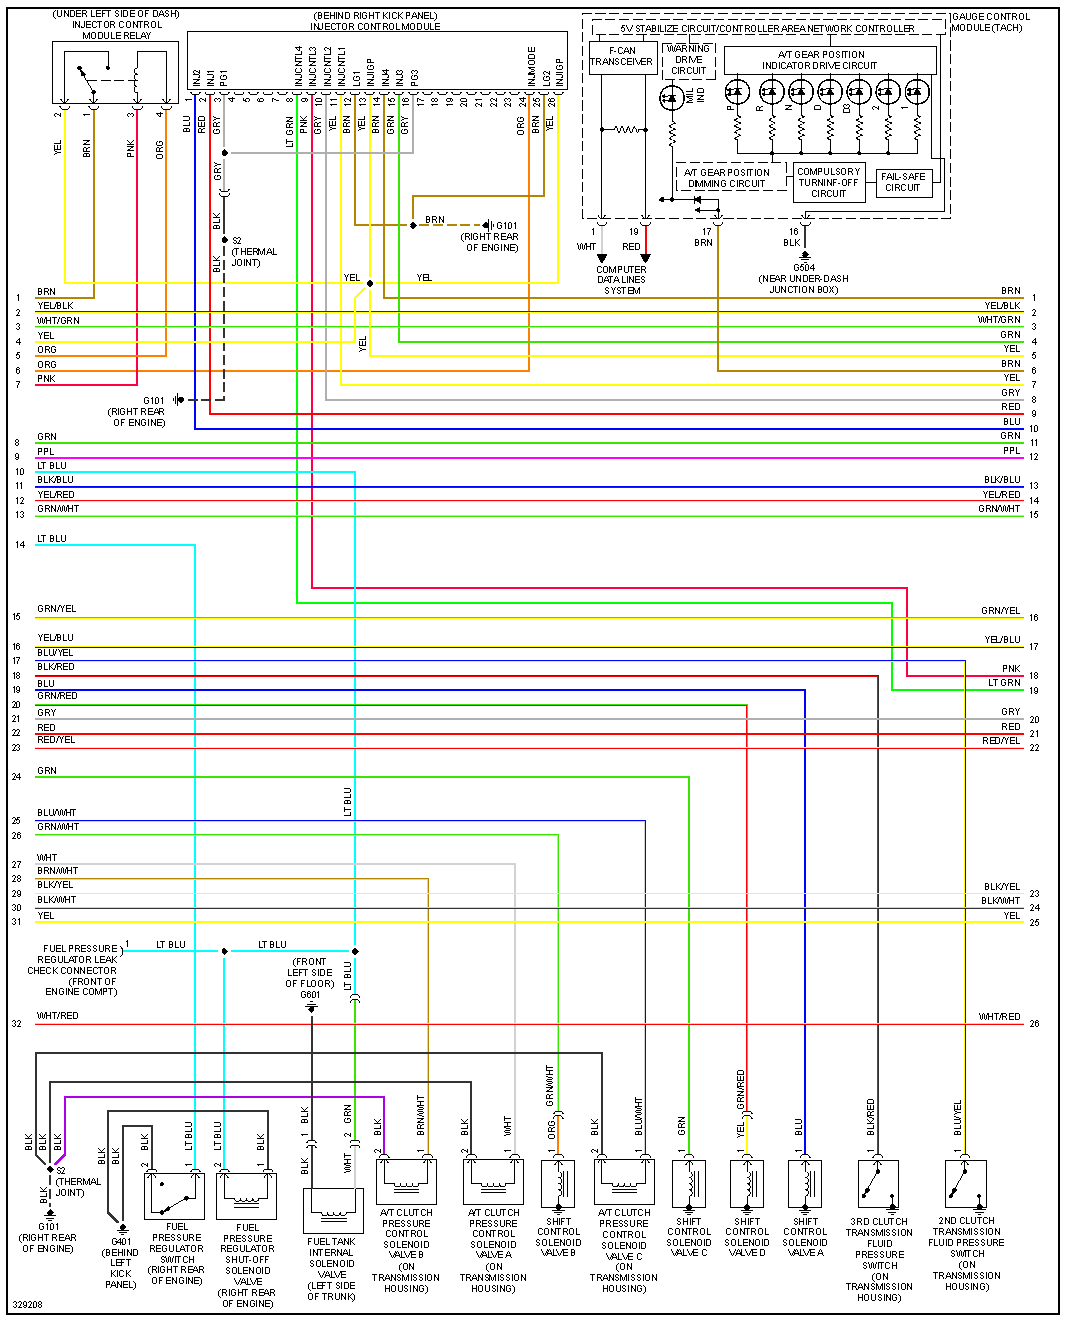 (UNDER LEFT SIDE OF DASH)
INJECTOR CONTROL
MODULE RELAY
(BEHIND RIGHT KICK PANEL)
INJECTOR CONTROL MODULE
GAUGE CONTROL
MODULE (TACH)
5V STABILIZE CIRCUIT/CONTROLLER AREA NETWORK CONTROLLER
F-CAN
TRANSCEIVER
WARNING
DRIVE
CIRCUIT
A/T GEAR POSITION
INDICATOR DRIVE CIRCUIT
MIL
IND
P R N D D3 2 1
A/T GEAR POSITION
DIMMING CIRCUIT
COMPULSORY
TURNINF-OFF
CIRCUIT
FAIL-SAFE
CIRCUIT
INJ2 INJ1 PG1 INJCNTL4 INJCNTL3 INJCNTL2 INJCNTL1 LG1 INJIGP INJ4 INJ3 PG3 INJMODE LG2 INJIGP
1 2 3 4 5 6 7 8 9 10 11 12 13 14 15 16 17 18 19 20 21 22 23 24 25 26
BLU RED GRY LT GRN PNK GRY YEL BRN YEL BRN GRN GRY ORG BRN YEL
2 1 3 4
YEL BRN PNK ORG
GRY
BLK
S2
(THERMAL
JOINT)
BLK
BRN
G101
(RIGHT REAR
OF ENGINE)
YEL YEL
YEL
1 19 17 16
WHT RED BRN BLK
COMPUTER
DATA LINES
SYSTEM
G504
(NEAR UNDER-DASH
JUNCTION BOX)
1 BRN BRN 1
2 YEL/BLK YEL/BLK 2
3 WHT/GRN WHT/GRN 3
4 YEL GRN 4
5 ORG YEL 5
6 ORG BRN 6
7 PNK YEL 7
GRY 8
G101
(RIGHT REAR
OF ENGINE)
RED 9
BLU 10
8 GRN GRN 11
9 PPL PPL 12
10 LT BLU
11 BLK/BLU BLK/BLU 13
12 YEL/RED YEL/RED 14
13 GRN/WHT GRN/WHT 15
14 LT BLU
15 GRN/YEL GRN/YEL 16
16 YEL/BLU YEL/BLU 17
17 BLU/YEL
18 BLK/RED PNK 18
19 BLU LT GRN 19
20 GRN/RED
21 GRY GRY 20
22 RED RED 21
23 RED/YEL RED/YEL 22
24 GRN
LT BLU
25 BLU/WHT
26 GRN/WHT
27 WHT
28 BRN/WHT
29 BLK/YEL BLK/YEL 23
30 BLK/WHT BLK/WHT 24
31 YEL YEL 25
FUEL PRESSURE
REGULATOR LEAK
CHECK CONNECTOR
(FRONT OF
ENGINE COMPT)
1 LT BLU LT BLU
(FRONT
LEFT SIDE
OF FLOOR)
G601
LT BLU
32 WHT/RED WHT/RED 26
BLK BLK BLK
BLK BLK
BLK LT BLU LT BLU BLK
BLK 1 BLK
GRN 2 WHT
BLK BRN/WHT BLK WHT
GRN/WHT ORG
BLK BLU/WHT GRN
GRN/RED YEL
BLU BLK/RED BLU/YEL
2 1 2 1 2 1 2 1 1 2 1 1 1 1 1 1
S2
(THERMAL
JOINT)
BLK
G101
(RIGHT REAR
OF ENGINE)
G401
(BEHIND
LEFT
KICK
PANEL)
FUEL
PRESSURE
REGULATOR
SWITCH
(RIGHT REAR
OF ENGINE)
FUEL
PRESSURE
REGULATOR
SHUT-OFF
SOLENOID
VALVE
(RIGHT REAR
OF ENGINE)
FUEL TANK
INTERNAL
SOLENOID
VALVE
(LEFT SIDE
OF TRUNK)
A/T CLUTCH
PRESSURE
CONTROL
SOLENOID
VALVE B
(ON
TRANSMISSION
HOUSING)
A/T CLUTCH
PRESSURE
CONTROL
SOLENOID
VALVE A
(ON
TRANSMISSION
HOUSING)
SHIFT
CONTROL
SOLENOID
VALVE B
A/T CLUTCH
PRESSURE
CONTROL
SOLENOID
VALVE C
(ON
TRANSMISSION
HOUSING)
SHIFT
CONTROL
SOLENOID
VALVE C
SHIFT
CONTROL
SOLENOID
VALVE D
SHIFT
CONTROL
SOLENOID
VALVE A
3RD CLUTCH
TRANSMISSION
FLUID
PRESSURE
SWITCH
(ON
TRANSMISSION
HOUSING)
2ND CLUTCH
TRANSMISSION
FLUID PRESSURE
SWITCH
(ON
TRANSMISSION
HOUSING)
329208